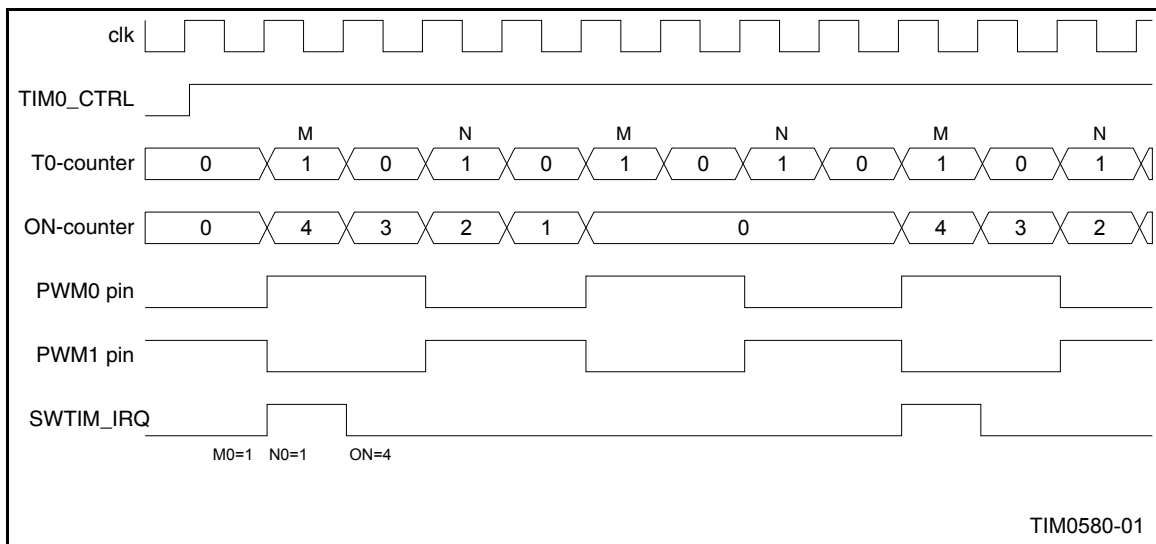 clk
TIM0_CTRL
M N M N M N
T0-counter 0 1 0 1 0 1 0 1 0 1 0 1
ON-counter 0 4 3 2 1 0 4 3 2
PWM0 pin
PWM1 pin
SWTIM_IRQ
M0=1 N0=1 ON=4
TIM0580-01